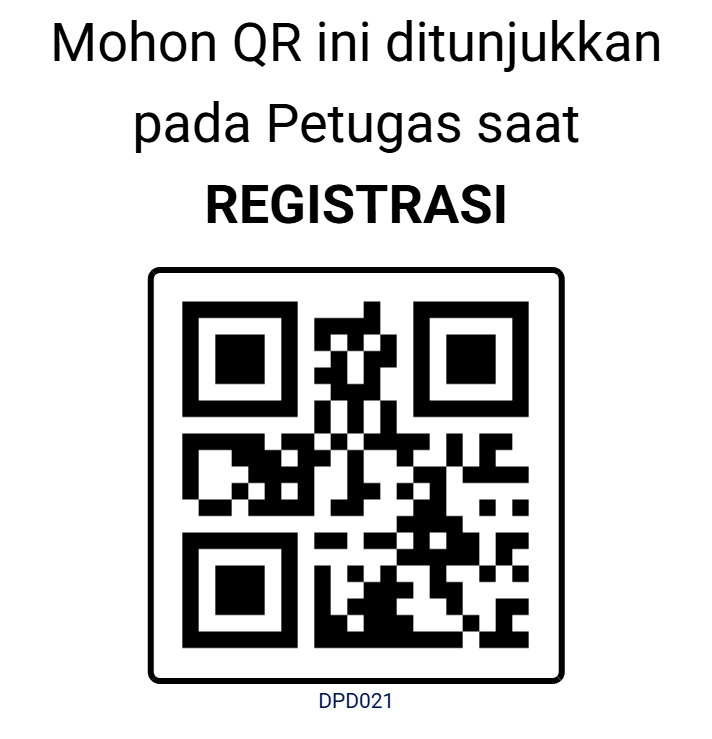 Mohon QR ini ditunjukkan
pada Petugas saat
REGISTRASI
DPD021